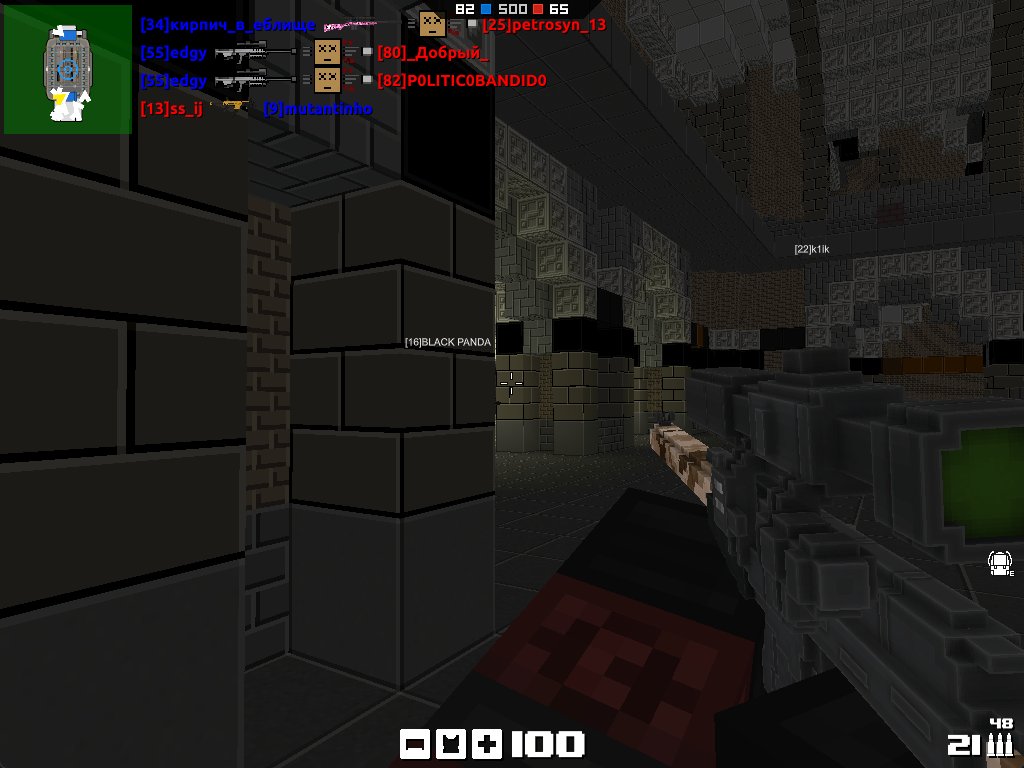 82 500 65
[34]кирпич_в_еблище [25]petrosyn_13
[55]edgy [80]_Добрый_
[55]edgy [82]P0LITIC0BANDID0
[13]ss_ij [9]mutantinho
[22]k1ik
[16]BLACK PANDA
E
48
21
100